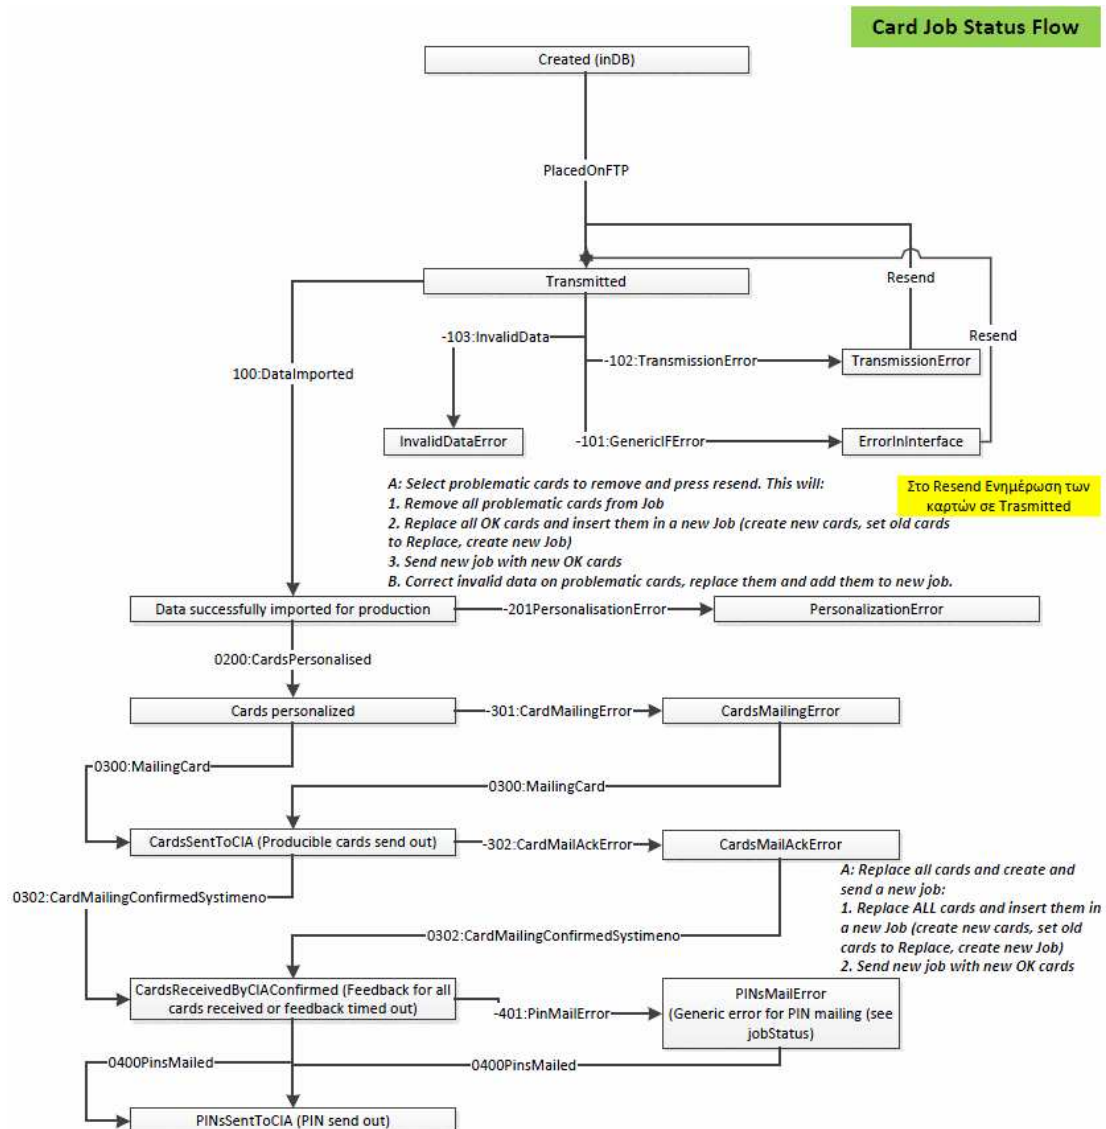 Card Job Status Flow
Created (inDB)
PlacedOnFTP
Transmitted
Resend
-103:InvalidData
Resend
-102:TransmissionError
TransmissionError
100:DataImported
InvalidDataError
-101:GenericIFError
ErrorInInterface
A: Select problematic cards to remove and press resend. This will:
1. Remove all problematic cards from Job
2. Replace all OK cards and insert them in a new Job (create new cards, set old cards
to Replace, create new Job)
3. Send new job with new OK cards
B. Correct invalid data on problematic cards, replace them and add them to new job.
Στο Resend Ενημέρωση των
καρτών σε Trasmitted
Data successfully imported for production
-201PersonalisationError
PersonalizationError
0200:CardsPersonalised
Cards personalized
-301:CardMailingError
CardsMailingError
0300:MailingCard
0300:MailingCard
CardsSentToCIA (Producible cards send out)
-302:CardMailAckError
CardsMailAckError
A: Replace all cards and create and
send a new job:
1. Replace ALL cards and insert them in
a new Job (create new cards, set old
cards to Replace, create new Job)
2. Send new job with new OK cards
0302:CardMailingConfirmedSystimeno
0302:CardMailingConfirmedSystimeno
CardsReceivedByCIAConfirmed (Feedback for all
cards received or feedback timed out)
-401:PinMailError
PINsMailError
(Generic error for PIN mailing (see
jobStatus)
0400PinsMailed
0400PinsMailed
PINsSentToCIA (PIN send out)